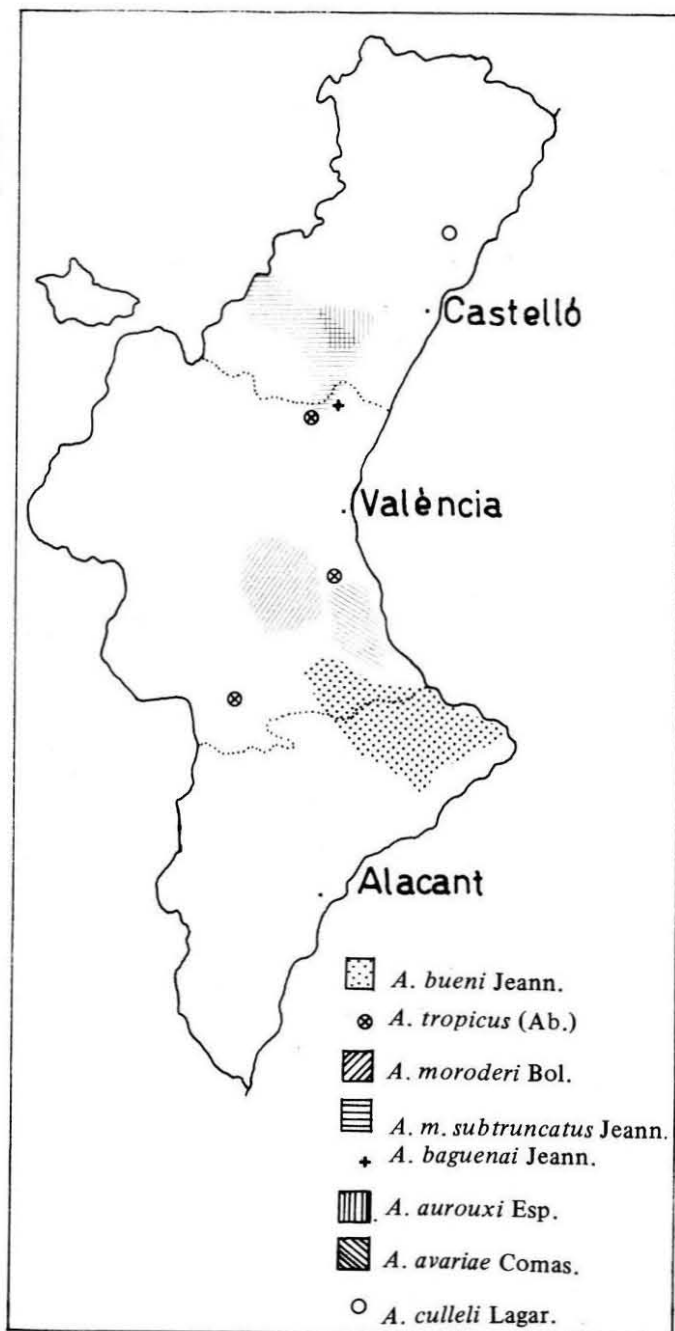 Castelló
València
Alacant
A. bueni Jeann.
A. tropicus (Ab.)
A. moroderi Bol.
A. m. subtruncatus Jeann.
A. baguenai Jeann.
A. aurouxi Esp.
A. avariae Comas.
A. culleli Lagar.